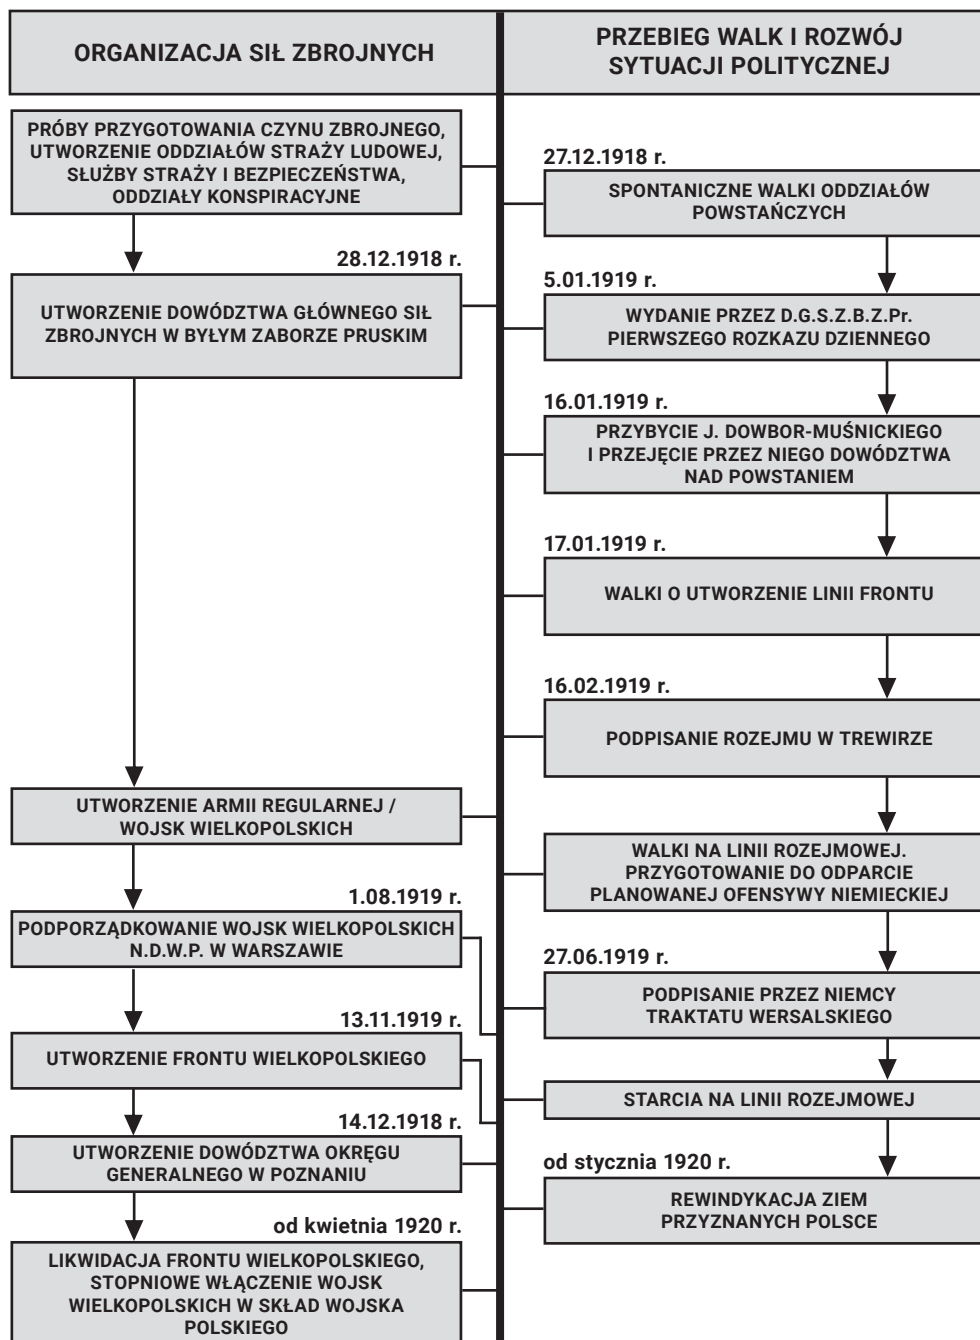 ORGANIZACJA SIŁ ZBROJNYCH
PRÓBY PRZYGOTOWANIA CZYNU ZBROJNEGO,
UTWORZENIE ODDZIAŁÓW STRAŻY LUDOWEJ,
SŁUŻBY STRAŻY I BEZPIECZEŃSTWA,
ODDZIAŁY KONSPIRACYJNE
28.12.1918 r.
UTWORZENIE DOWÓDZTWA GŁÓWNEGO SIŁ
ZBROJNYCH W BYŁYM ZABORZE PRUSKIM
UTWORZENIE ARMII REGULARNEJ /
WOJSK WIELKOPOLSKICH
1.08.1919 r.
PODPORZĄDKOWANIE WOJSK WIELKOPOLSKICH
N.D.W.P. W WARSZAWIE
13.11.1919 r.
UTWORZENIE FRONTU WIELKOPOLSKIEGO
14.12.1918 r.
UTWORZENIE DOWÓDZTWA OKRĘGU
GENERALNEGO W POZNANIU
od kwietnia 1920 r.
LIKWIDACJA FRONTU WIELKOPOLSKIEGO,
STOPNIOWE WŁĄCZENIE WOJSK
WIELKOPOLSKICH W SKŁAD WOJSKA
POLSKIEGO
PRZEBIEG WALK I ROZWÓJ
SYTUACJI POLITYCZNEJ
27.12.1918 r.
SPONTANICZNE WALKI ODDZIAŁÓW
POWSTAŃCZYCH
5.01.1919 r.
WYDANIE PRZEZ D.G.S.Z.B.Z.Pr.
PIERWSZEGO ROZKAZU DZIENNEGO
16.01.1919 r.
PRZYBYCIE J. DOWBOR-MUŚNICKIEGO
I PRZEJĘCIE PRZEZ NIEGO DOWÓDZTWA
NAD POWSTANIEM
17.01.1919 r.
WALKI O UTWORZENIE LINII FRONTU
16.02.1919 r.
PODPISANIE ROZEJMU W TREWIRZE
WALKI NA LINII ROZEJMOWEJ.
PRZYGOTOWANIE DO ODPARCIE
PLANOWANEJ OFENSYWY NIEMIECKIEJ
27.06.1919 r.
PODPISANIE PRZEZ NIEMCY
TRAKTATU WERSALSKIEGO
STARCIA NA LINII ROZEJMOWEJ
od stycznia 1920 r.
REWINDYKACJA ZIEM
PRZYZNANYCH POLSCE